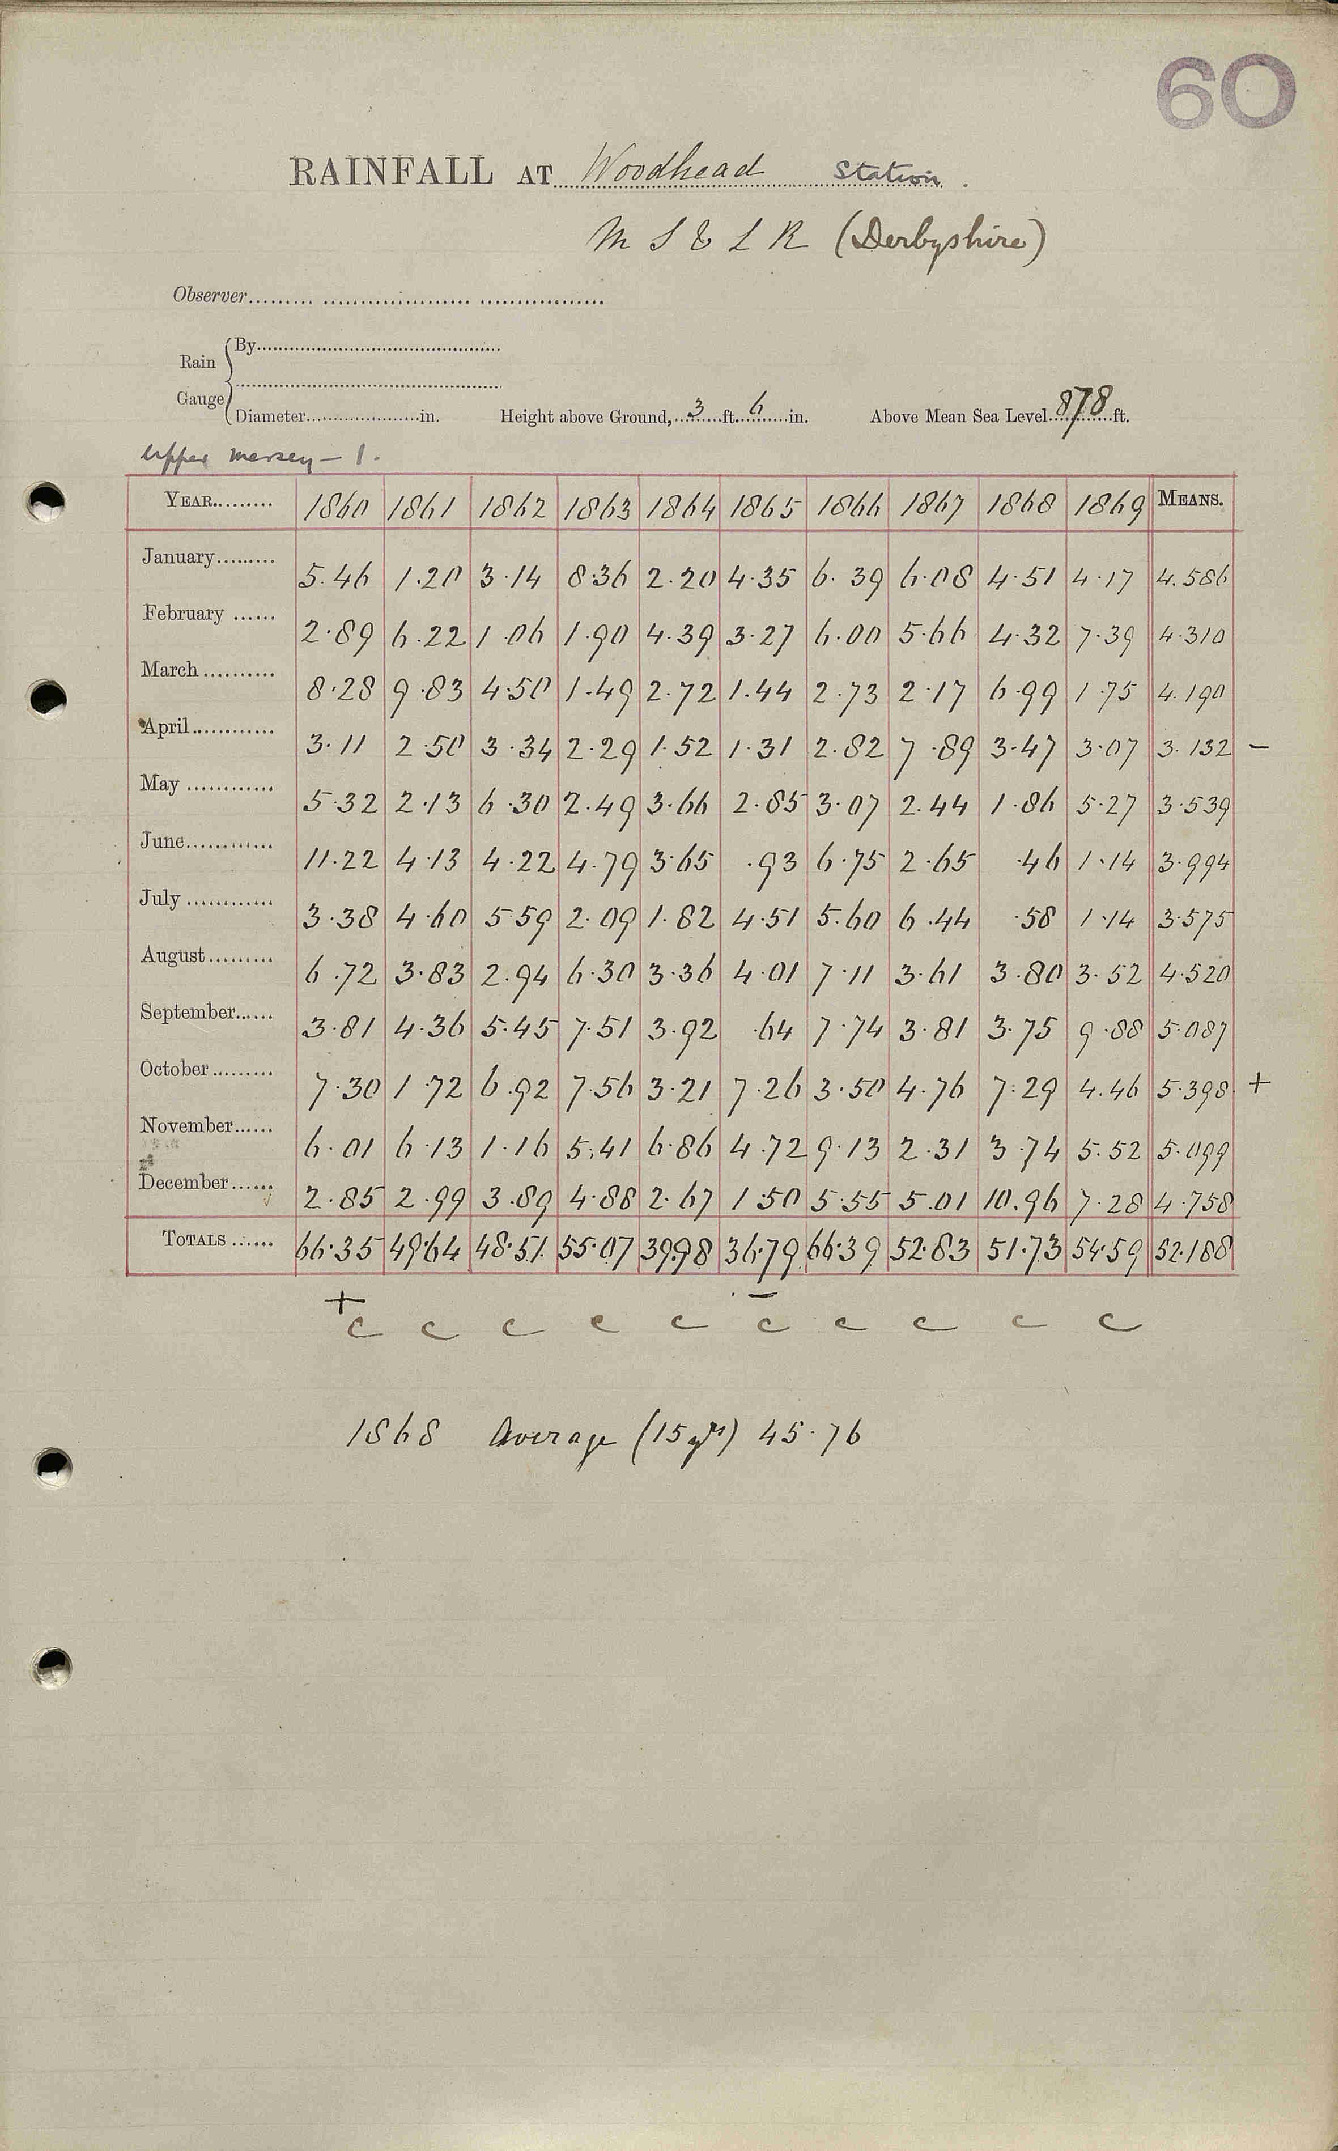 60
RAINFALL AT Woodhead Station.
M S & L R (Derbyshire)
Observer
Rain Gauge By
Diameter in. Height above Ground, 3 ft. 6 in. Above Mean Sea Level 878 ft.
Upper Mersey - 1.
YEAR 1860 1861 1862 1863 1864 1865 1866 1867 1868 1869 MEANS.
January 5.46 1.20 3.14 8.36 2.20 4.35 6.39 6.08 4.51 4.17 4.586
February 2.89 6.22 1.06 1.90 4.39 3.27 6.00 5.66 4.32 7.39 4.310
March 8.28 9.83 4.50 1.49 2.72 1.44 2.73 2.17 6.99 1.75 4.190
April 3.11 2.50 3.34 2.29 1.52 1.31 2.82 7.89 3.47 3.07 3.132 -
May 5.32 2.13 6.30 2.49 3.66 2.85 3.07 2.44 1.86 5.27 3.539
June 11.22 4.13 4.22 4.79 3.65 .93 6.75 2.65 .46 1.14 3.994
July 3.38 4.60 5.59 2.09 1.82 4.51 5.60 6.44 .58 1.14 3.575
August 6.72 3.83 2.94 6.30 3.36 4.01 7.11 3.61 3.80 3.52 4.520
September 3.81 4.36 5.45 7.51 3.92 .64 7.74 3.81 3.75 9.88 5.087
October 7.30 1.72 6.92 7.56 3.21 7.26 3.50 4.76 7.29 4.46 5.398 +
November 6.01 6.13 1.16 5.41 6.86 4.72 9.13 2.31 3.74 5.52 5.099
December 2.85 2.99 3.89 4.88 2.67 1.50 5.55 5.01 10.96 7.28 4.758
TOTALS 66.35 49.64 48.51 55.07 39.98 36.79 66.39 52.83 51.73 54.59 52.188
+ -
c c c c c c c c c c
1868 Average (15 yrs) 45.76